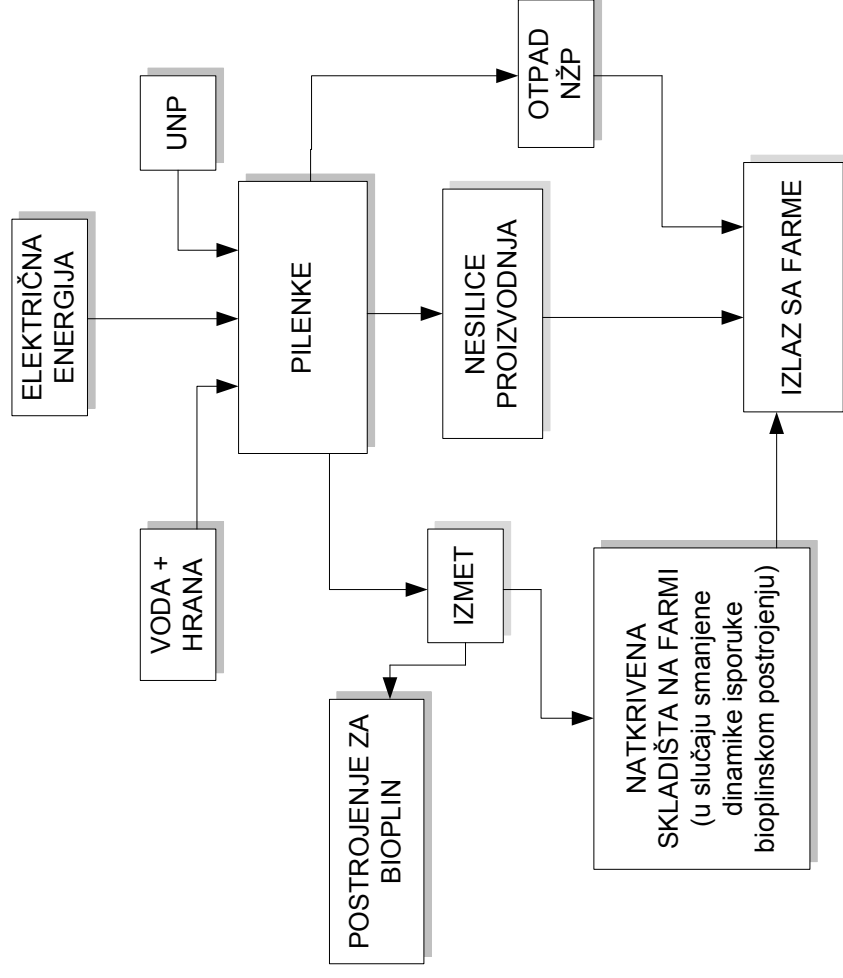 ELEKTRIČNA
ENERGIJA
VODA +
HRANA
UNP
PILENKE
POSTROJENJE ZA
BIOPLIN
IZMET
NESILICE
PROIZVODNJA
OTPAD
NŽP
NATKRIVENA
SKLADIŠTA NA FARMI
(u slučaju smanjene
dinamike isporuke
bioplinskom postrojenju)
IZLAZ SA FARME